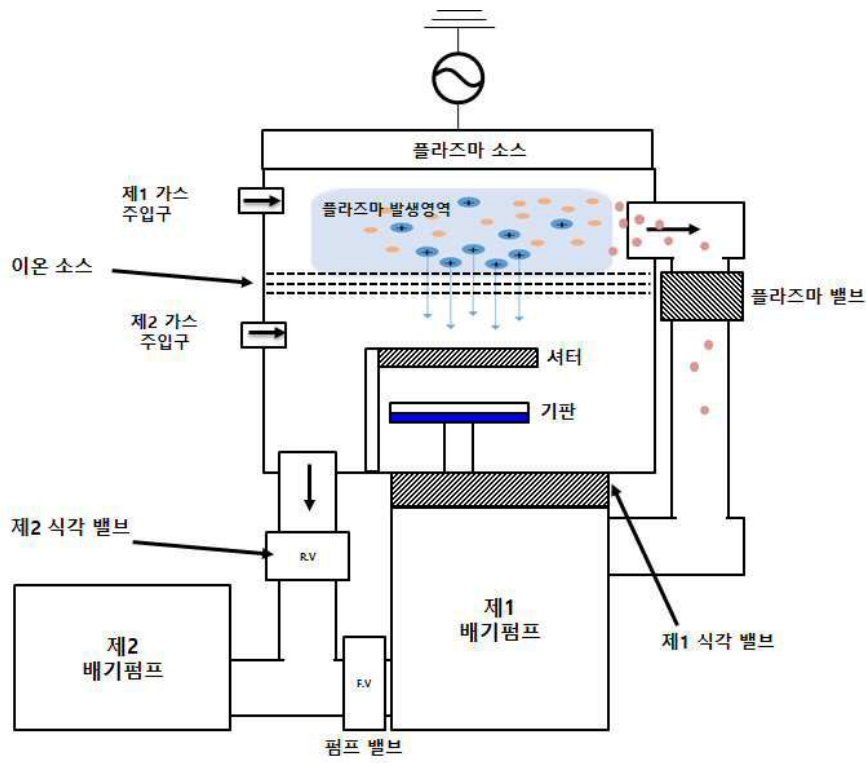 플라즈마 소스
제1 가스
주입구
플라즈마 발생영역
이온 소스
플라즈마 밸브
제2 가스
주입구
셔터
기판
제2 식각 밸브
R.V
제1
배기펌프
제1 식각 밸브
제2
배기펌프
F.V
펌프 밸브